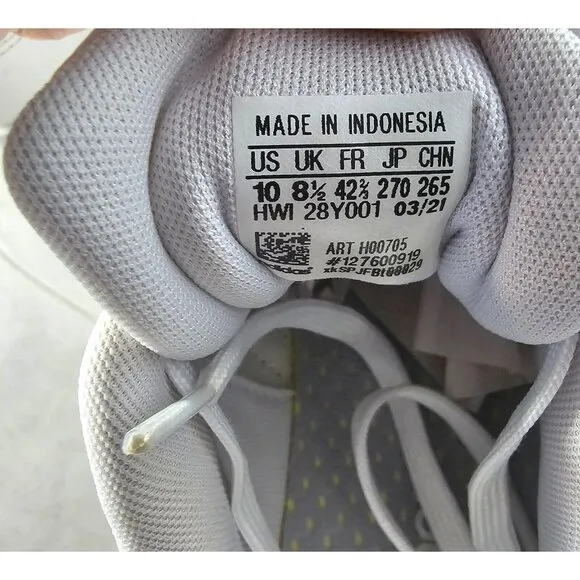 MADE IN INDONESIA
US UK FR JP CHN
10 8½ 42⅔ 270 265
HWI 28Y001 03/21
ART H00705
#127600919
adidas